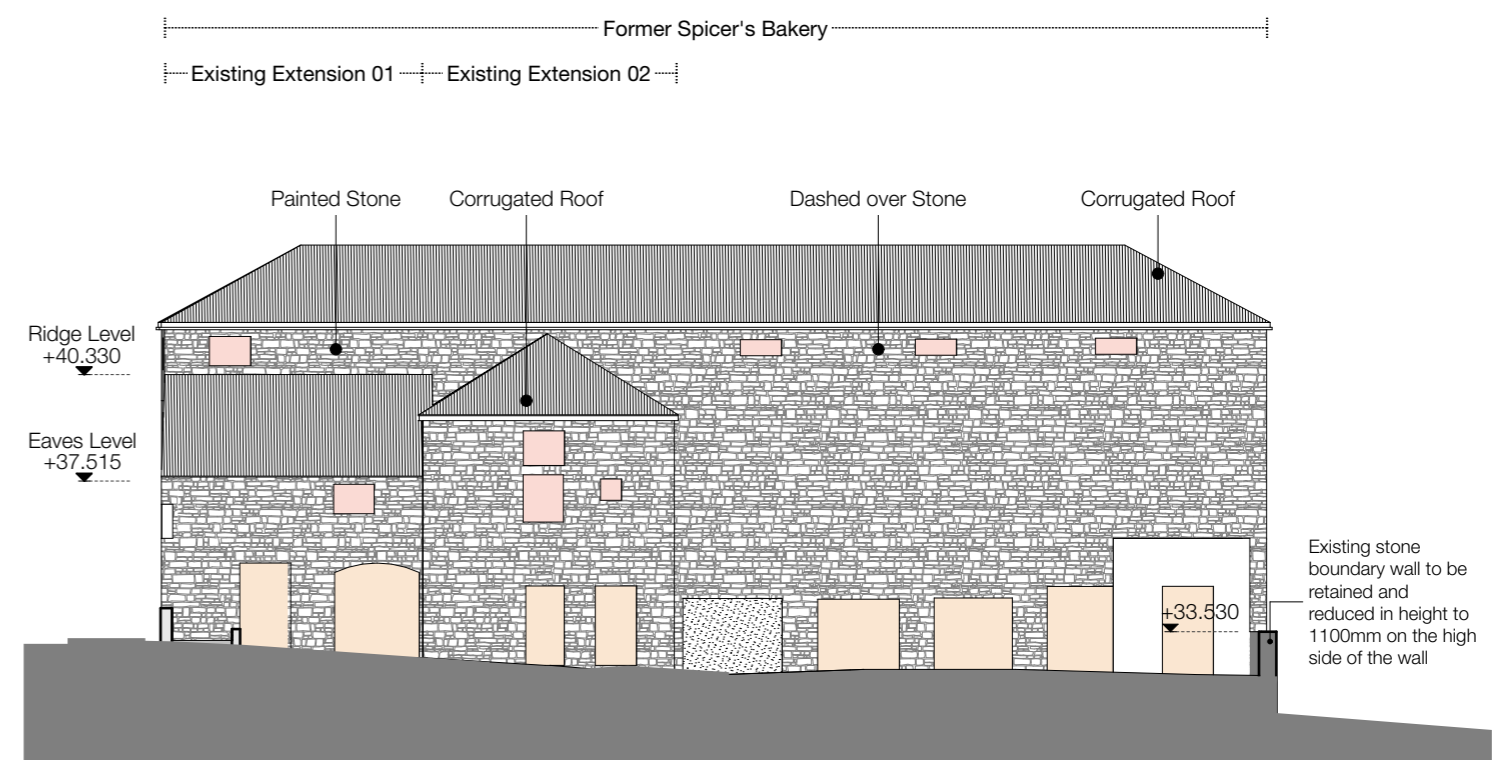 Former Spicer's Bakery
Existing Extension 01
Existing Extension 02
Painted Stone
Corrugated Roof
Dashed over Stone
Corrugated Roof
Ridge Level
+40.330
Eaves Level
+37.515
+33.530
Existing stone
boundary wall to be
retained and
reduced in height to
1100mm on the high
side of the wall